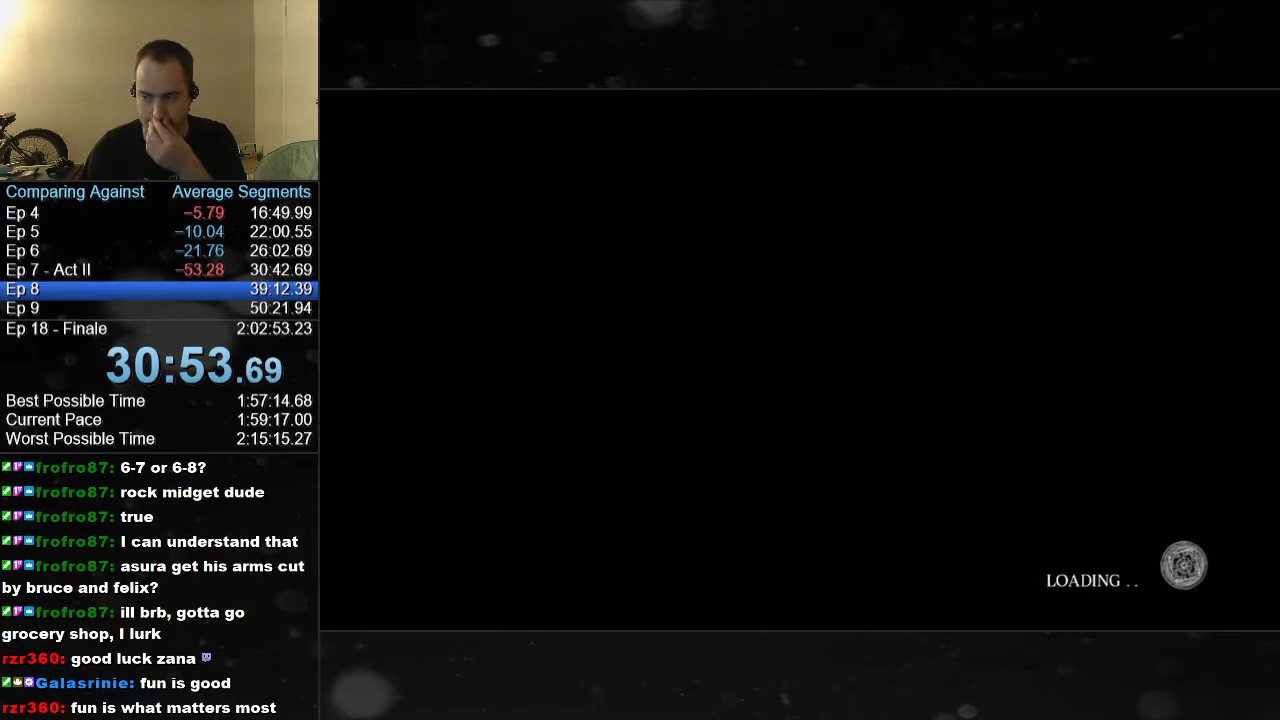 Comparing Against Average Segments
Ep 4 −5.79 16:49.99
Ep 5 −10.04 22:00.55
Ep 6 −21.76 26:02.69
Ep 7 - Act II −53.28 30:42.69
Ep 8 39:12.39
Ep 9 50:21.94
Ep 18 - Finale 2:02:53.23
30:53.69
Best Possible Time 1:57:14.68
Current Pace 1:59:17.00
Worst Possible Time 2:15:15.27
frofro87: 6-7 or 6-8?
frofro87: rock midget dude
frofro87: true
frofro87: I can understand that
frofro87: asura get his arms cut
by bruce and felix?
frofro87: ill brb, gotta go
grocery shop, I lurk
rzr360: good luck zana
Galasrinie: fun is good
rzr360: fun is what matters most
LOADING . .